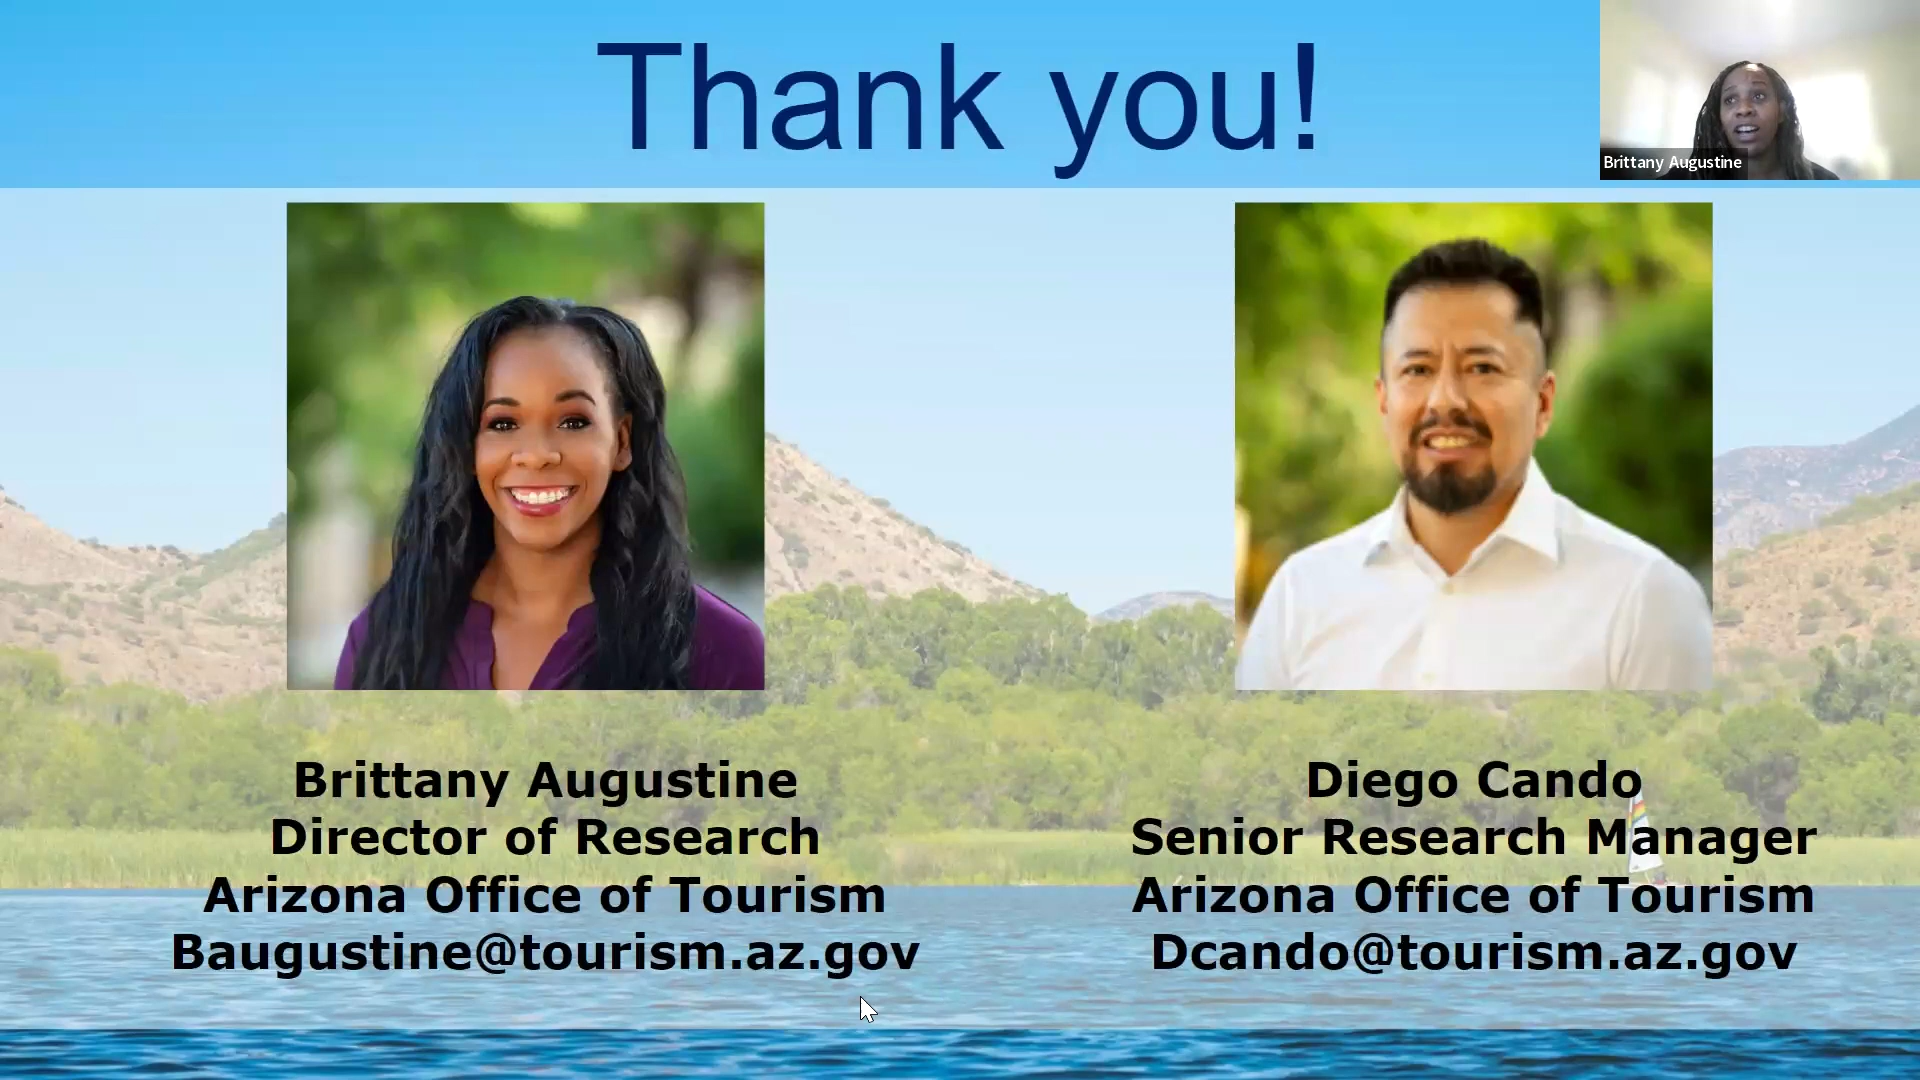 Thank you!
Brittany Augustine
Brittany Augustine
Director of Research
Arizona Office of Tourism
Baugustine@tourism.az.gov
Diego Cando
Senior Research Manager
Arizona Office of Tourism
Dcando@tourism.az.gov